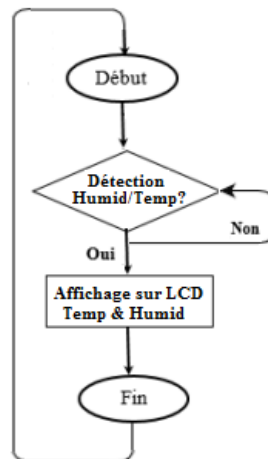 Début
Détection
Humid/Temp?
Non
Oui
Affichage sur LCD
Temp & Humid
Fin